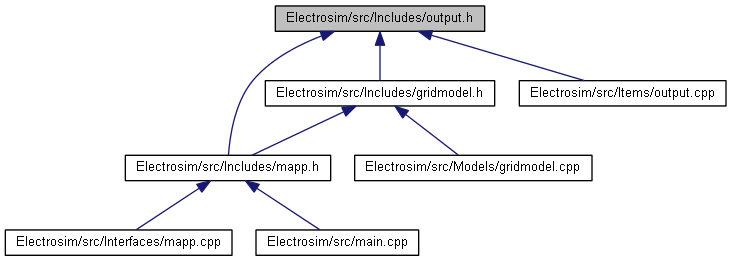 Electrosim/src/Includes/output.h
Electrosim/src/Includes/gridmodel.h
Electrosim/src/Items/output.cpp
Electrosim/src/Includes/mapp.h
Electrosim/src/Models/gridmodel.cpp
Electrosim/src/Interfaces/mapp.cpp
Electrosim/src/main.cpp